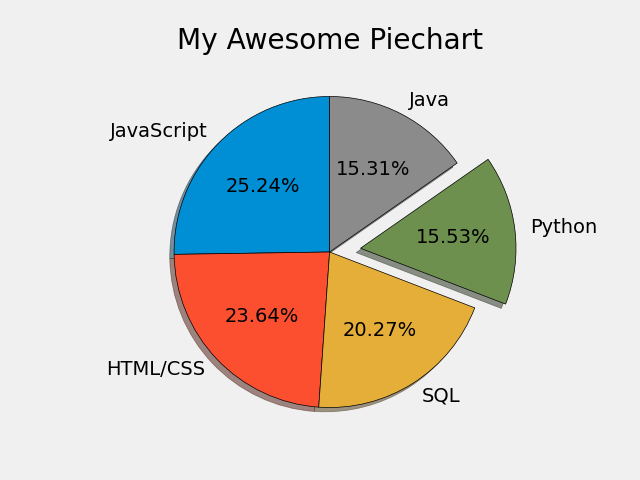 My Awesome Piechart
Java
JavaScript
15.31%
25.24%
Python
15.53%
23.64%
20.27%
HTML/CSS
SQL